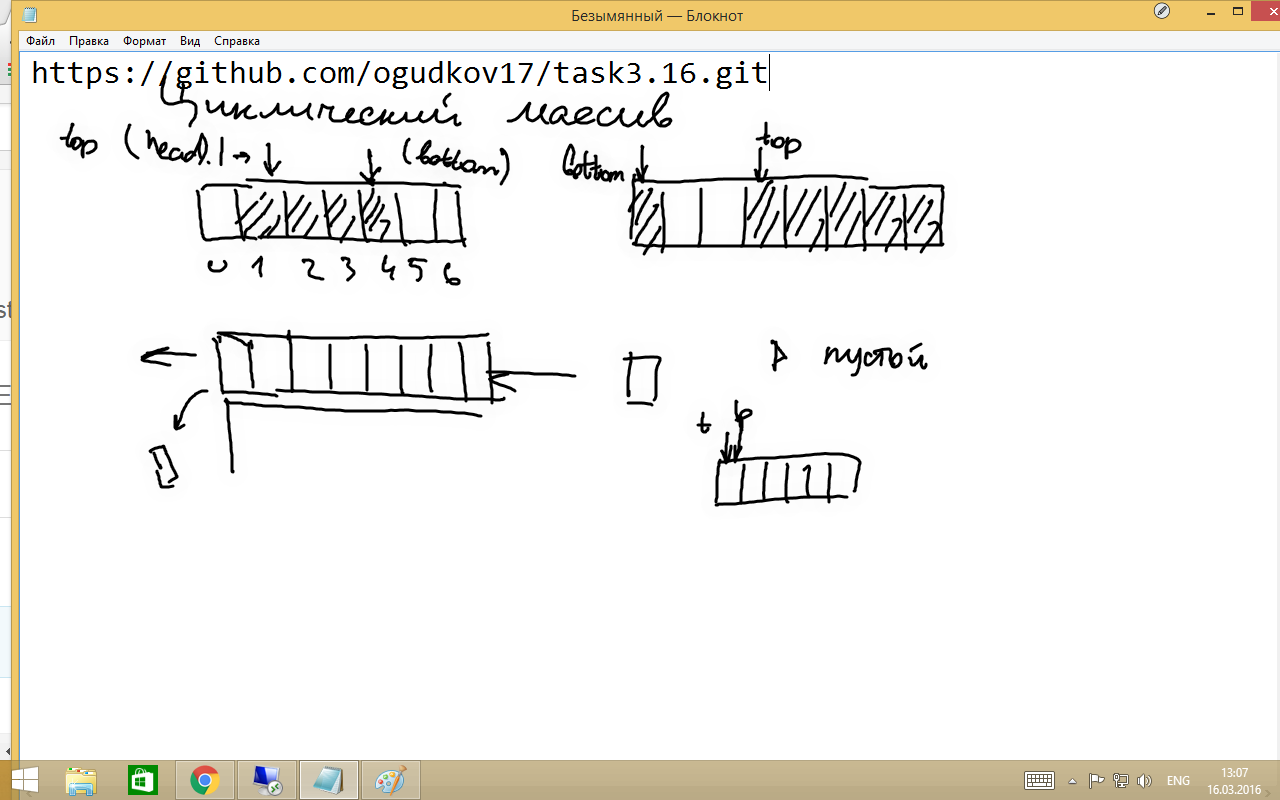 Безымянный — Блокнот
Файл Правка Формат Вид Справка
https://github.com/ogudkov17/task3.16.git
Циклический массив
top (head)
(bottom)
bottom
top
0 1 2 3 4 5 6
пустой
t b
st
ENG
13:07
16.03.2016